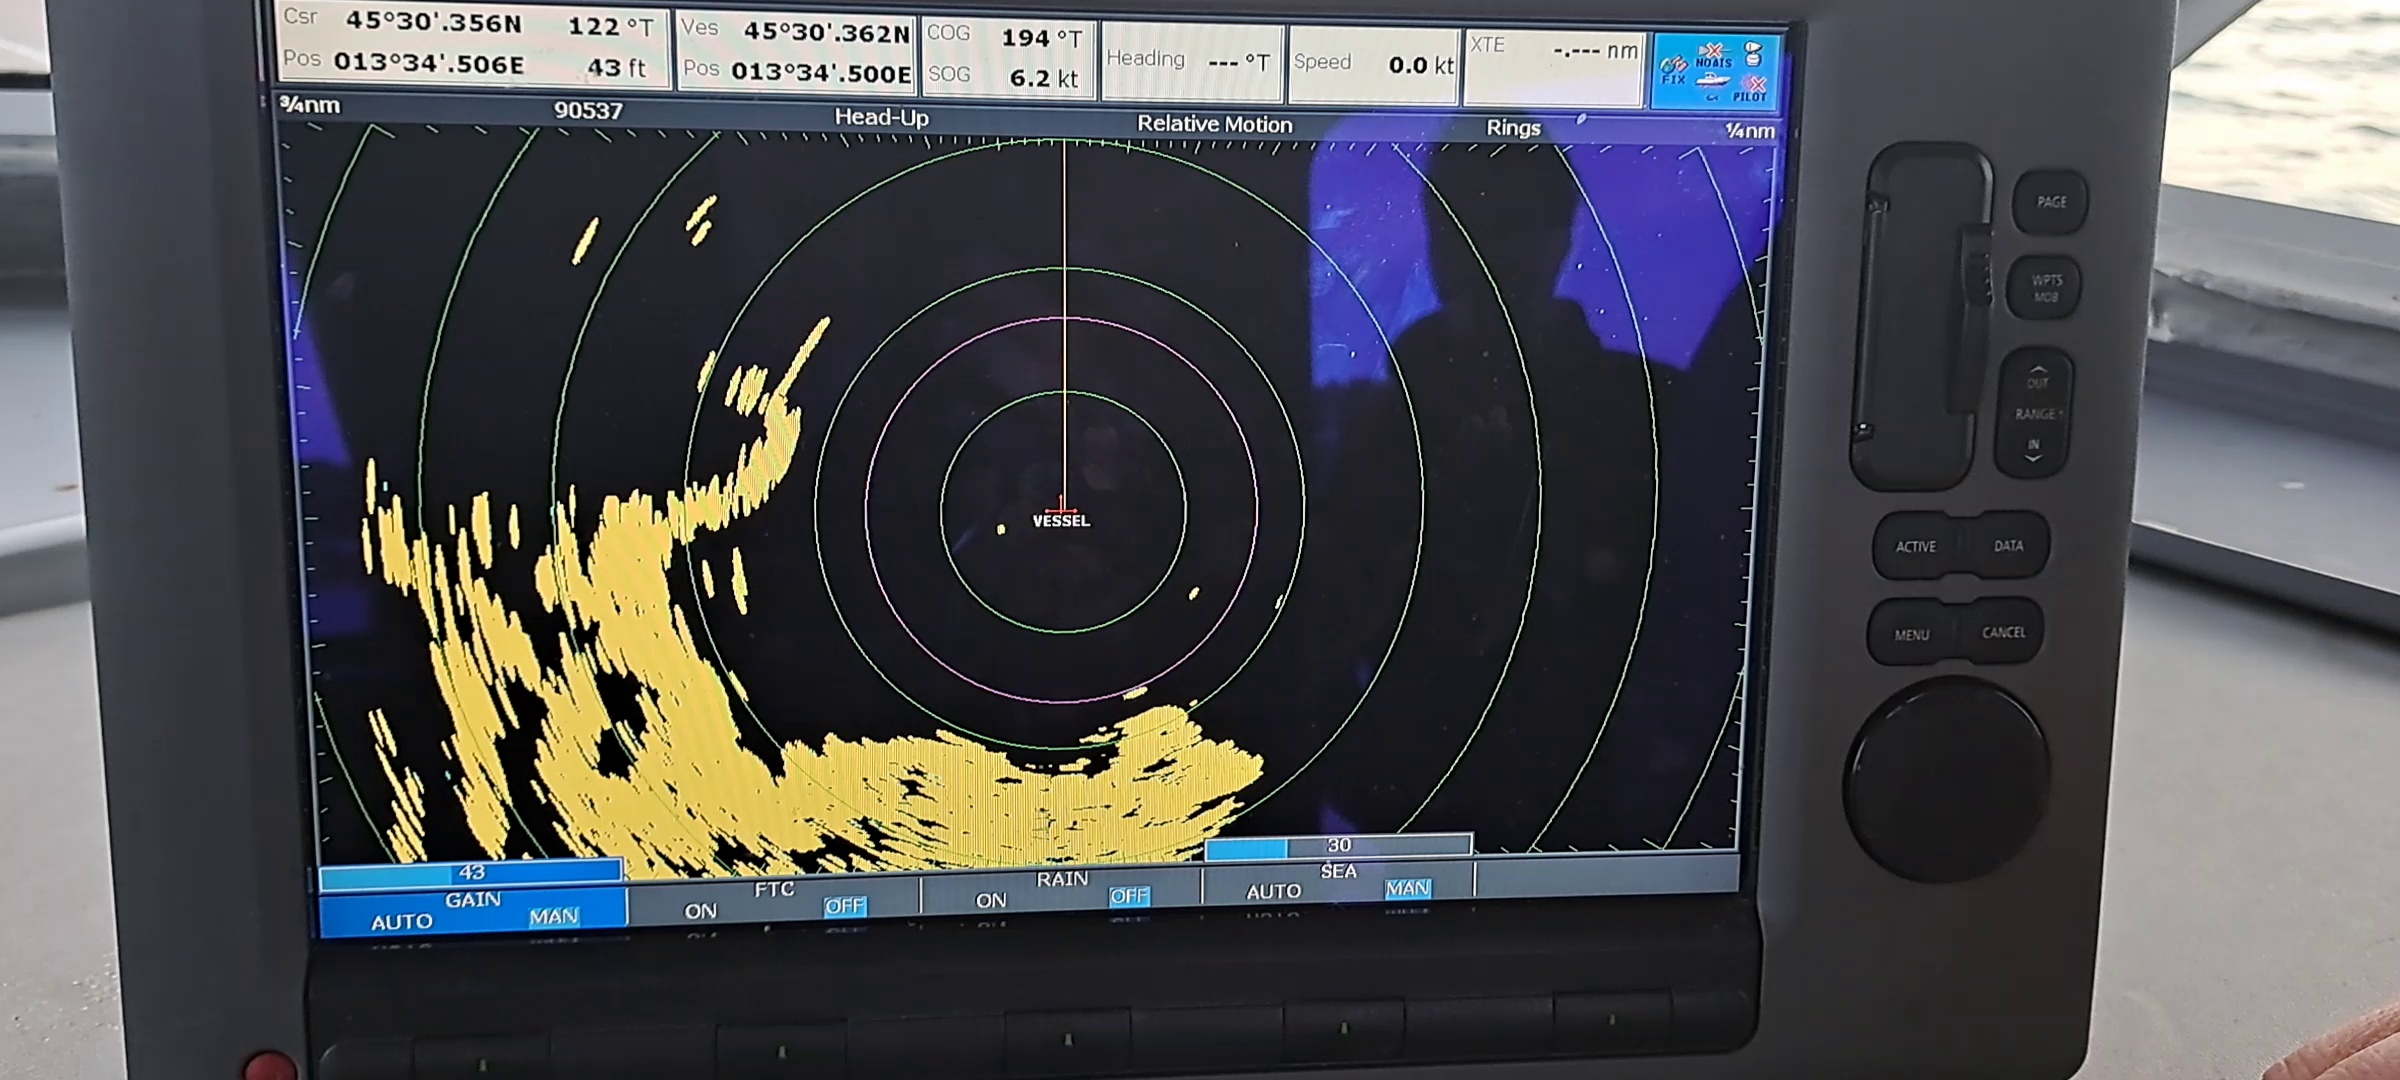 Csr 45°30'.356N 122 °T
Pos 013°34'.506E 43 ft
Ves 45°30'.362N
Pos 013°34'.500E
COG 194 °T
SOG 6.2 kt
Heading --- °T
Speed 0.0 kt
XTE -.--- nm
FIX NOAIS PILOT
¾nm 90537 Head-Up Relative Motion Rings ¼nm
VESSEL
43
GAIN
AUTO MAN
FTC
ON OFF
RAIN
ON OFF
30
SEA
AUTO MAN
PAGE
WPTS
MOB
OUT
RANGE
IN
ACTIVE DATA
MENU CANCEL